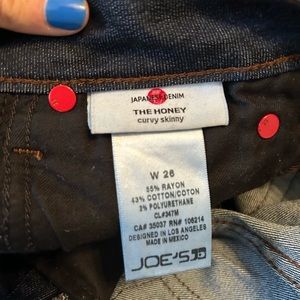 JAPANESE DENIM
THE HONEY
curvy skinny
W 26
55% RAYON
43% COTTON/COTON
2% POLYURETHANE
CL#347M
CA# 35037 RN# 106214
DESIGNED IN LOS ANGELES
MADE IN MEXICO
JOE'S